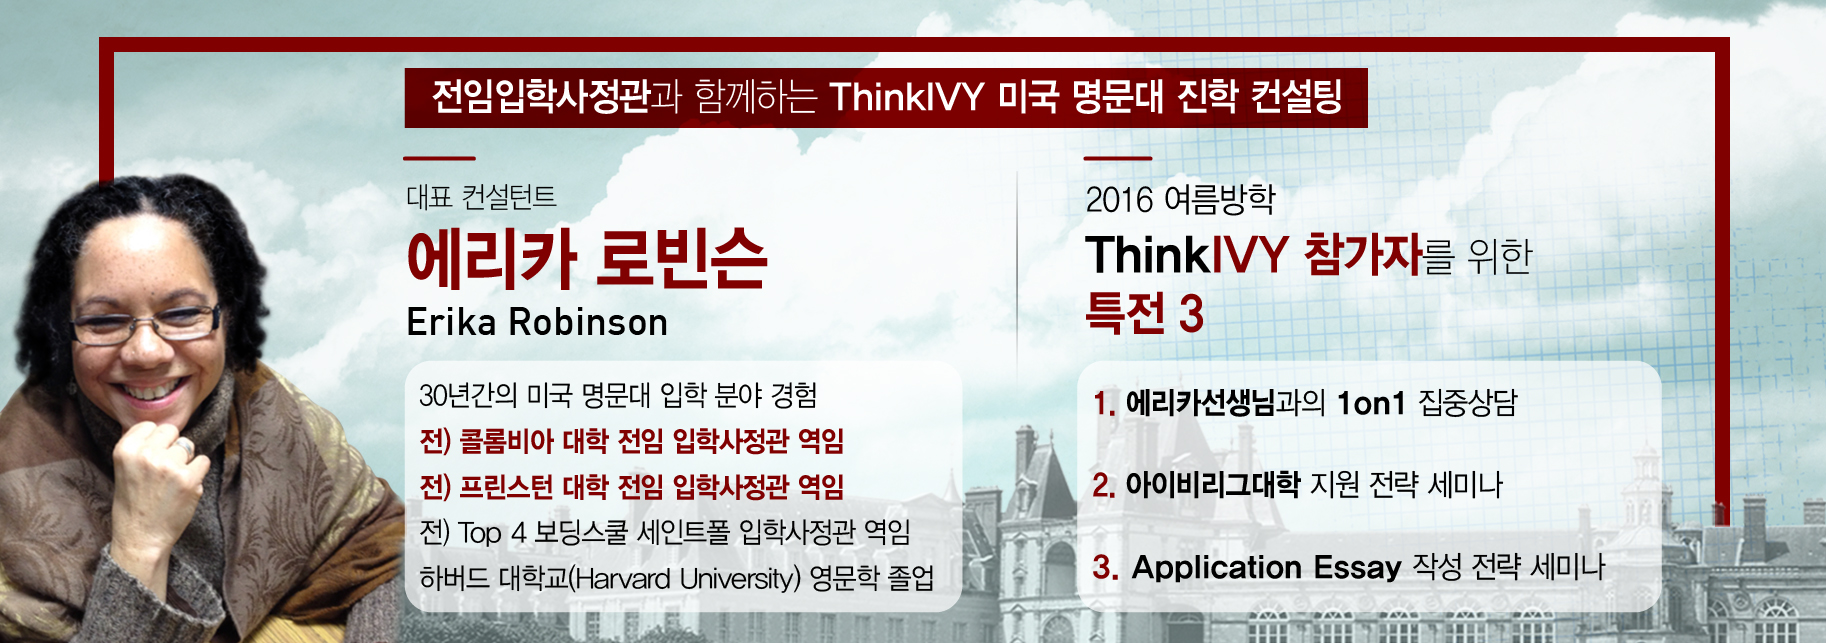 전임입학사정관과 함께하는 ThinkIVY 미국 명문대 진학 컨설팅
대표 컨설턴트
에리카 로빈슨
Erika Robinson
30년간의 미국 명문대 입학 분야 경험
전) 콜롬비아 대학 전임 입학사정관 역임
전) 프린스턴 대학 전임 입학사정관 역임
전) Top 4 보딩스쿨 세인트폴 입학사정관 역임
하버드 대학교(Harvard University) 영문학 졸업
2016 여름방학
ThinkIVY 참가자를 위한
특전 3
1. 에리카선생님과의 1on1 집중상담
2. 아이비리그대학 지원 전략 세미나
3. Application Essay 작성 전략 세미나